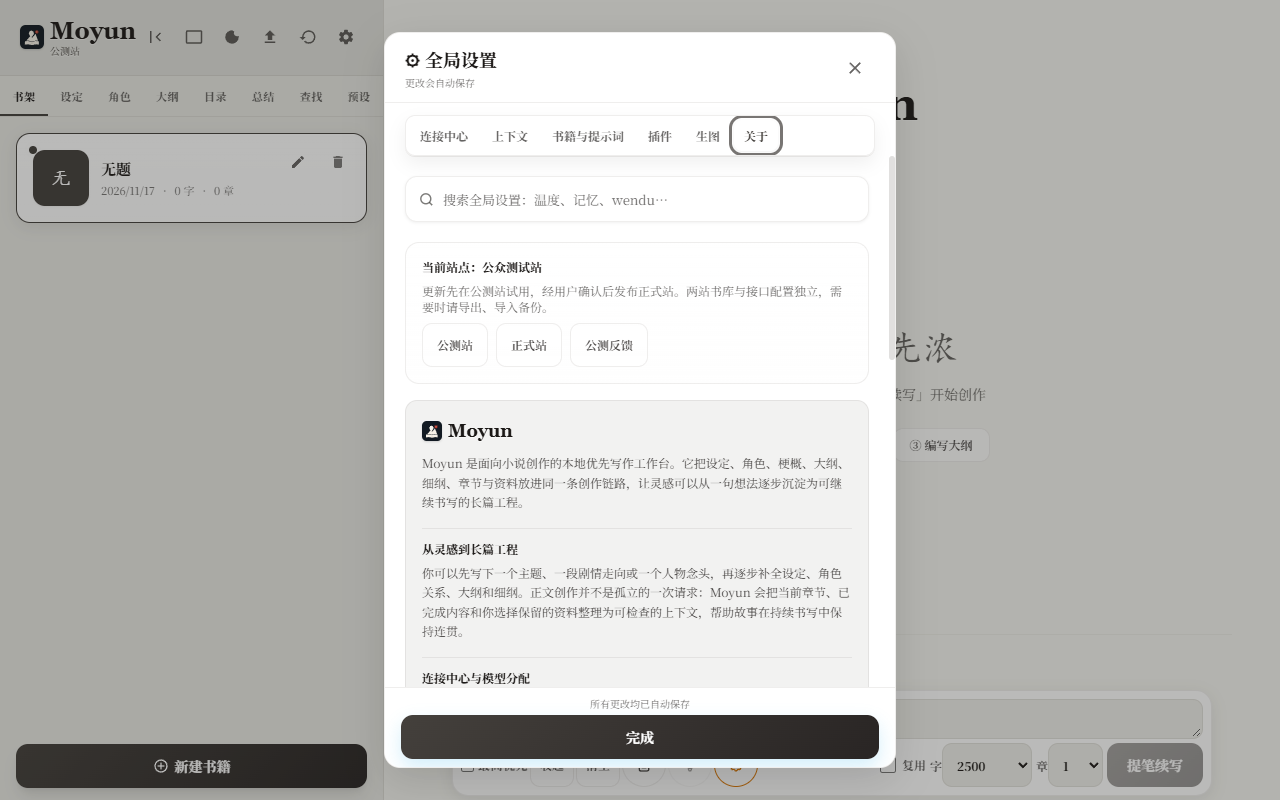 Moyun
公测站
书架 设定 角色 大纲 目录 总结 查找 预设
无
无题
2026/11/17 · 0 字 · 0 章
新建书籍
全局设置
更改会自动保存
连接中心 上下文 书籍与提示词 插件 生图 关于
搜索全局设置：温度、记忆、wendu…
当前站点：公众测试站
更新先在公测站试用，经用户确认后发布正式站。两站书库与接口配置独立，需
要时请导出、导入备份。
公测站 正式站 公测反馈
Moyun
Moyun 是面向小说创作的本地优先写作工作台。它把设定、角色、梗概、大纲、
细纲、章节与资料放进同一条创作链路，让灵感可以从一句想法逐步沉淀为可继
续书写的长篇工程。
从灵感到长篇工程
你可以先写下一个主题、一段剧情走向或一个人物念头，再逐步补全设定、角色
关系、大纲和细纲。正文创作并不是孤立的一次请求：Moyun 会把当前章节、已
完成内容和你选择保留的资料整理为可检查的上下文，帮助故事在持续书写中保
持连贯。
连接中心与模型分配
所有更改均已自动保存
完成
n
先浓
写」开始创作
③ 编写大纲
复用 字 2500 章 1 提笔续写